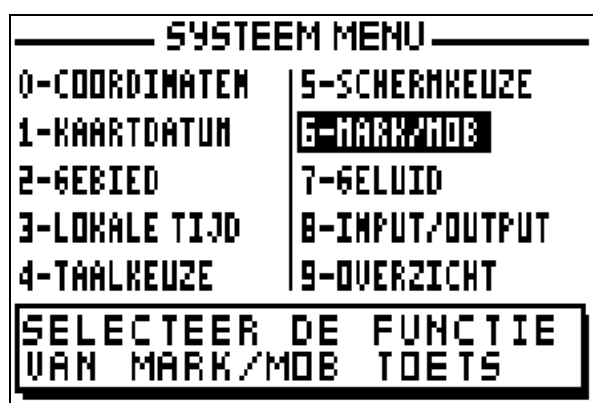 SYSTEEM MENU
0-COORDINATEN
1-KAARTDATUM
2-GEBIED
3-LOKALE TIJD
4-TAALKEUZE
5-SCHERMKEUZE
6-MARK/MOB
7-GELUID
8-INPUT/OUTPUT
9-OVERZICHT
SELECTEER DE FUNCTIE
VAN MARK/MOB TOETS